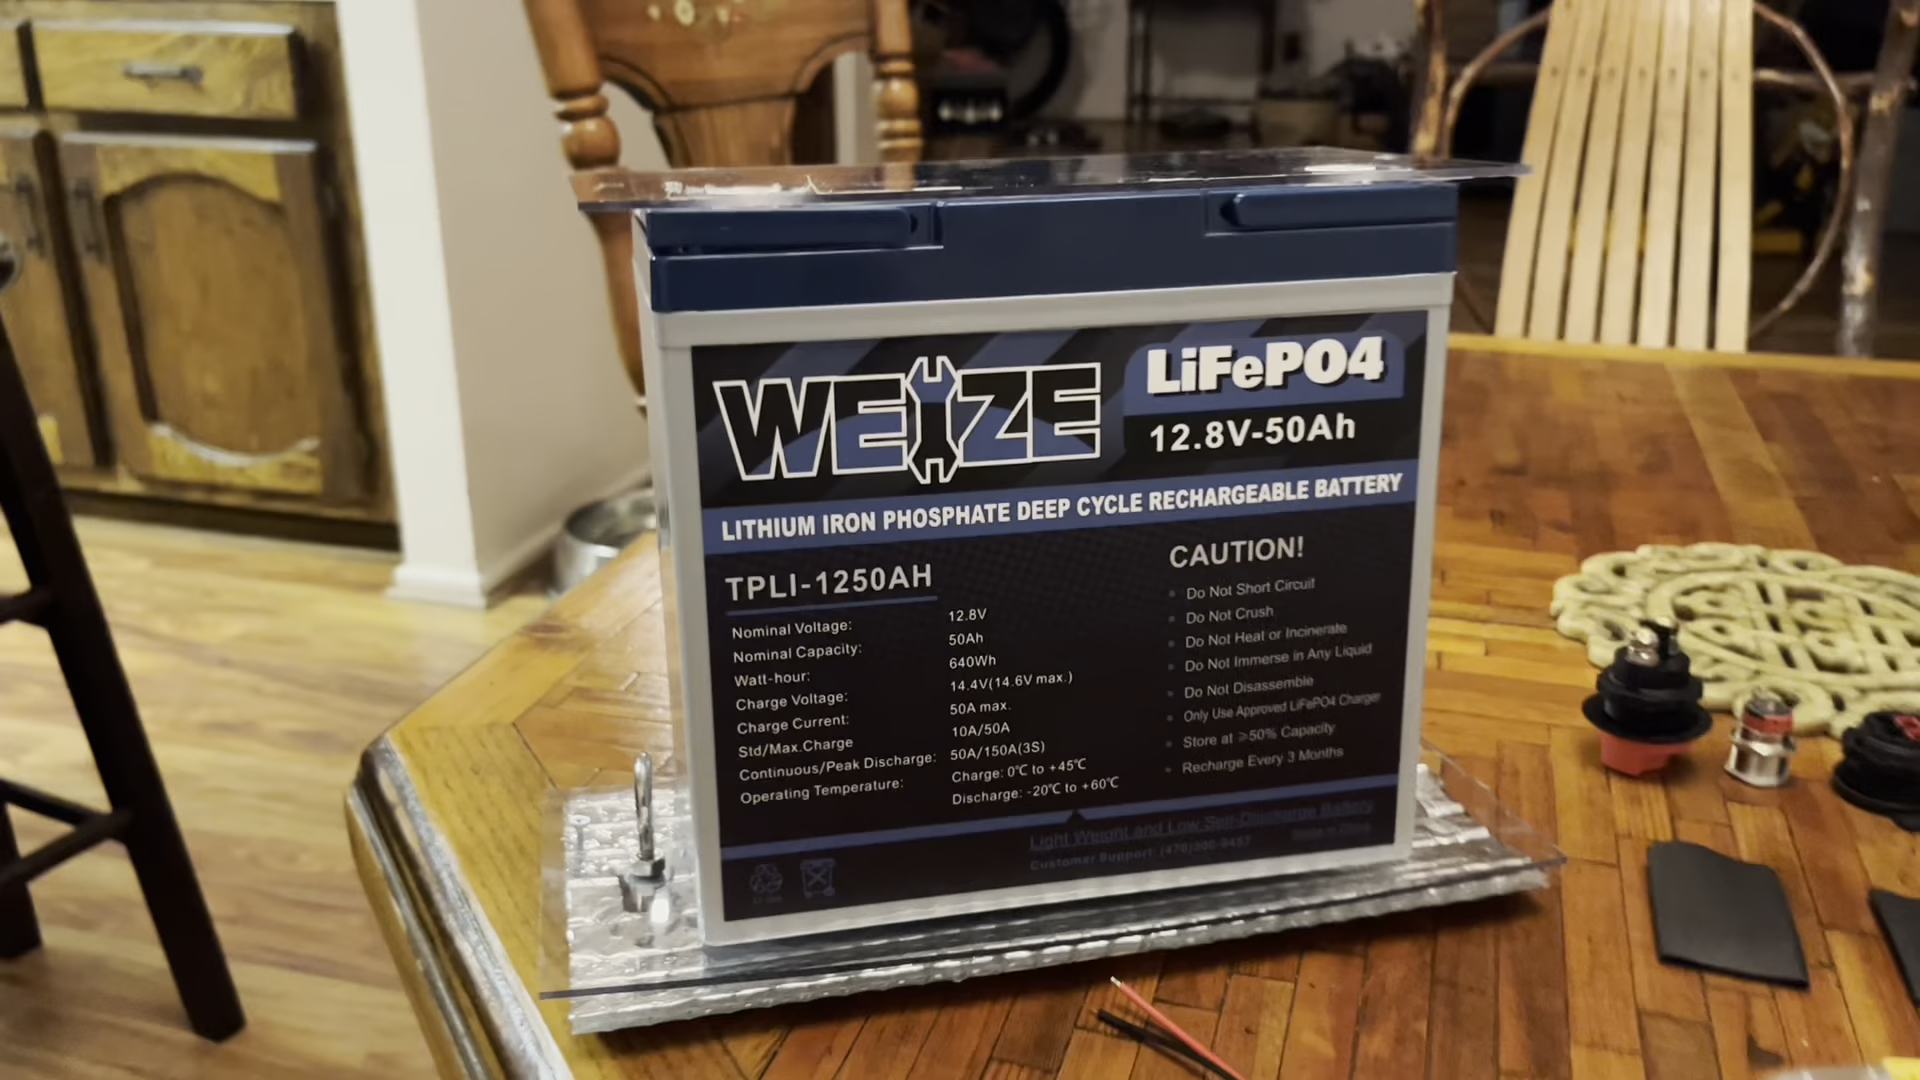 WEIZE
LiFePO4
12.8V-50Ah
LITHIUM IRON PHOSPHATE DEEP CYCLE RECHARGEABLE BATTERY
TPLI-1250AH
Nominal Voltage: 12.8V
Nominal Capacity: 50Ah
Watt-hour: 640Wh
Charge Voltage: 14.4V(14.6V max.)
Charge Current: 50A max.
Std/Max.Charge 10A/50A
Continuous/Peak Discharge: 50A/150A(3S)
Operating Temperature: Charge: 0℃ to +45℃
Discharge: -20℃ to +60℃
CAUTION!
Do Not Short Circuit
Do Not Crush
Do Not Heat or Incinerate
Do Not Immerse in Any Liquid
Do Not Disassemble
Only Use Approved LiFePO4 Charger
Store at ≥50% Capacity
Recharge Every 3 Months
Light Weight and Low Self-Discharge Battery
Customer Support: